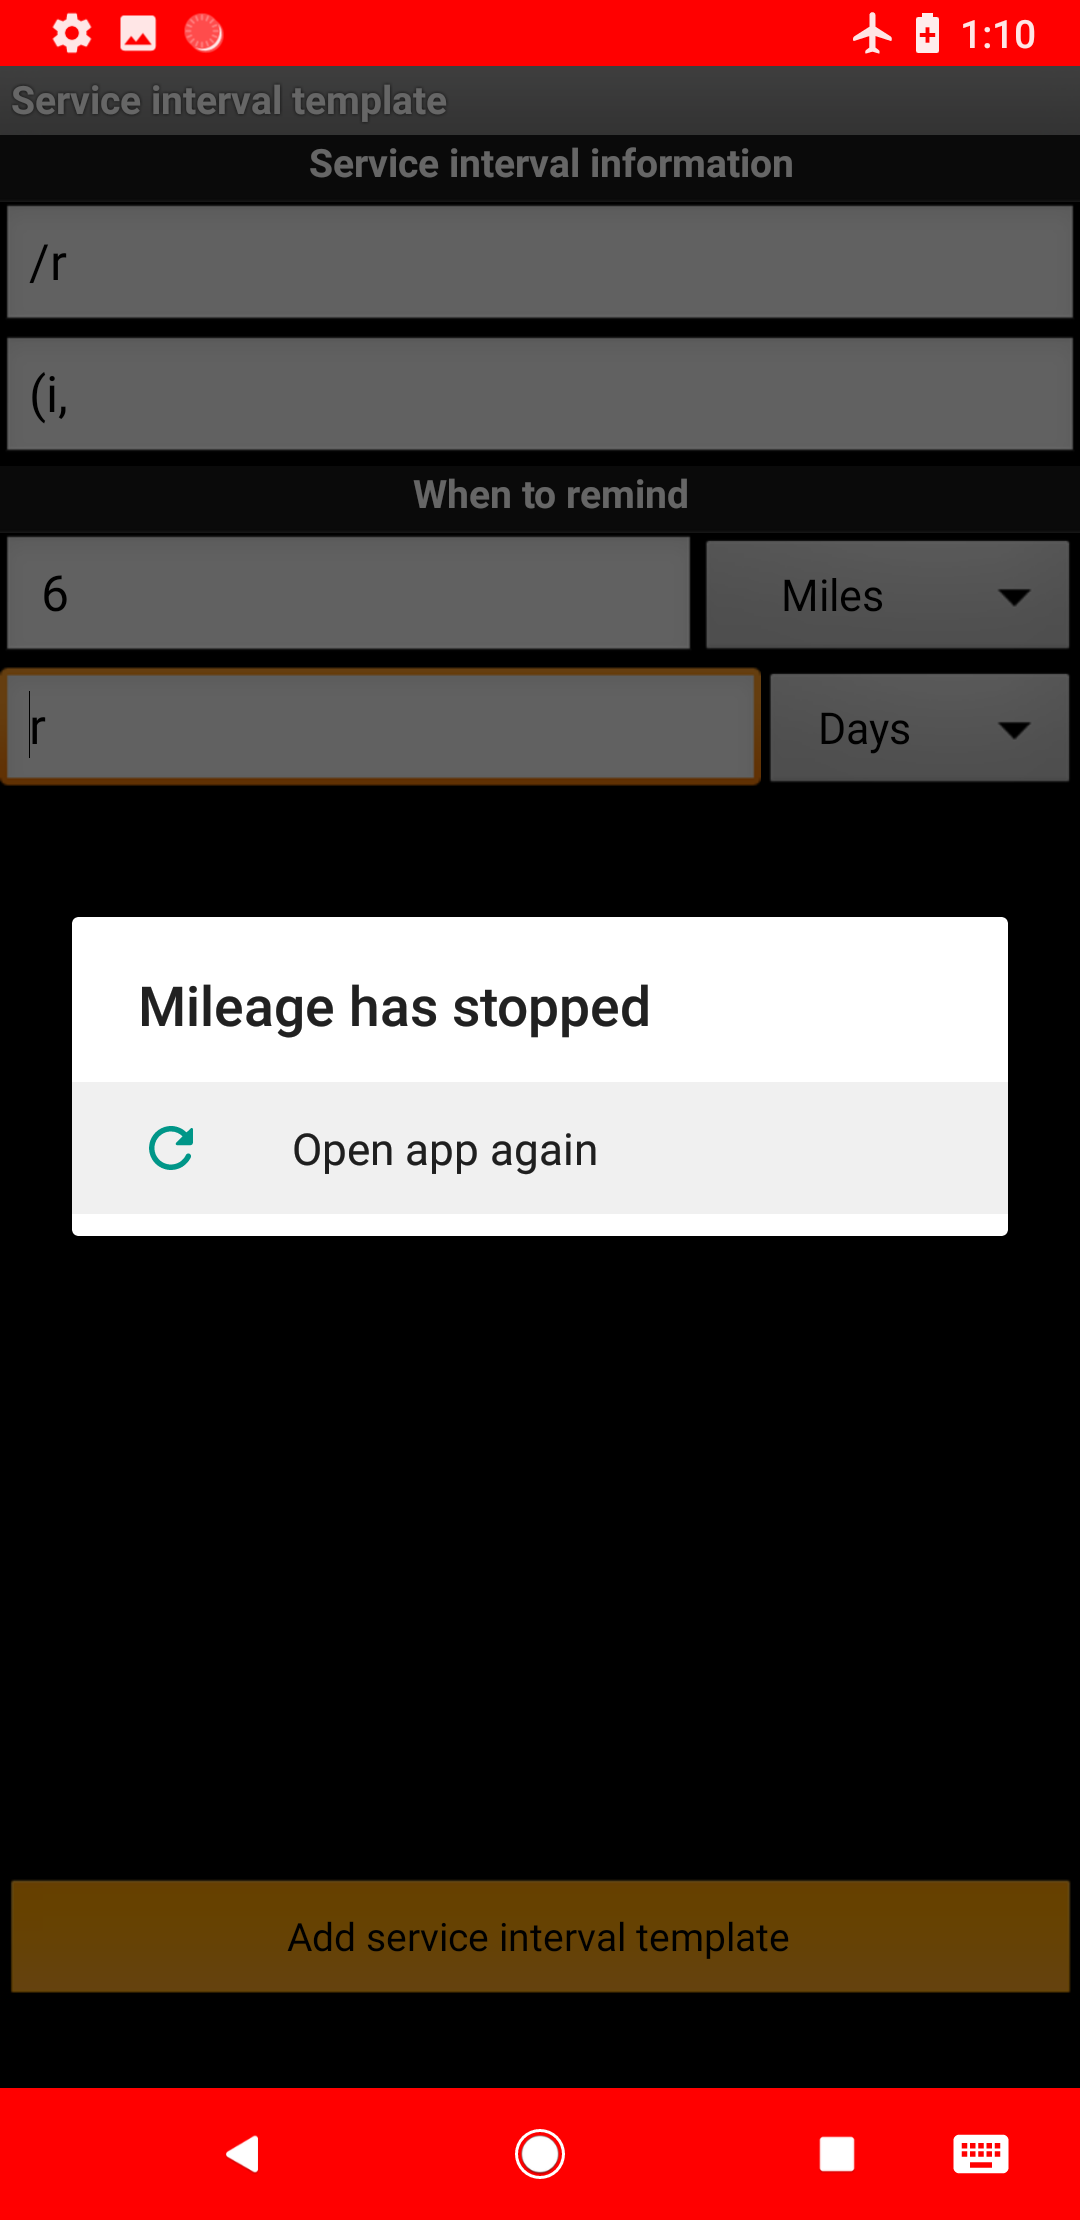 1:10
Service interval template
Service interval information
/r
(i,
When to remind
6
Miles
r
Days
Mileage has stopped
Open app again
Add service interval template